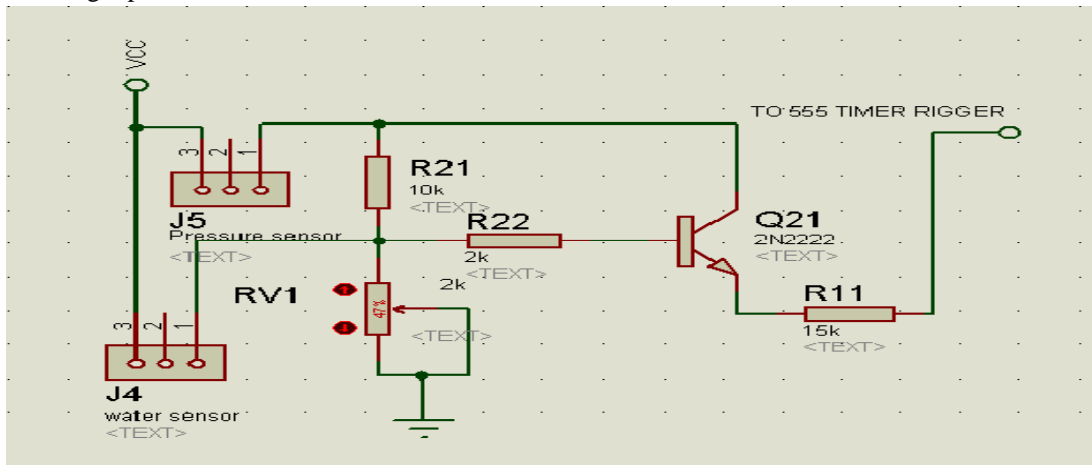 VCC
TO 555 TIMER RIGGER
3 2 1
R21
10k
<TEXT>
J5
Pressure sensor
<TEXT>
R22
2k
<TEXT>
Q21
2N2222
<TEXT>
RV1
2k
47%
<TEXT>
R11
15k
<TEXT>
3 2 1
J4
water sensor
<TEXT>